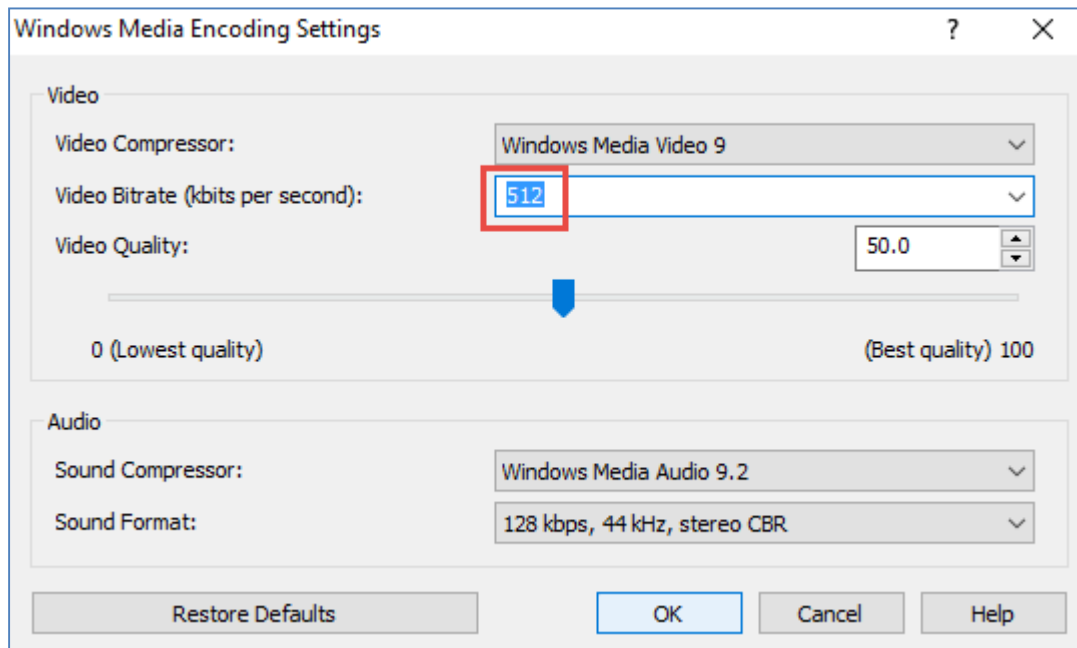 Windows Media Encoding Settings ? X
Video
Video Compressor: Windows Media Video 9
Video Bitrate (kbits per second): 512
Video Quality: 50.0
0 (Lowest quality) (Best quality) 100
Audio
Sound Compressor: Windows Media Audio 9.2
Sound Format: 128 kbps, 44 kHz, stereo CBR
Restore Defaults OK Cancel Help